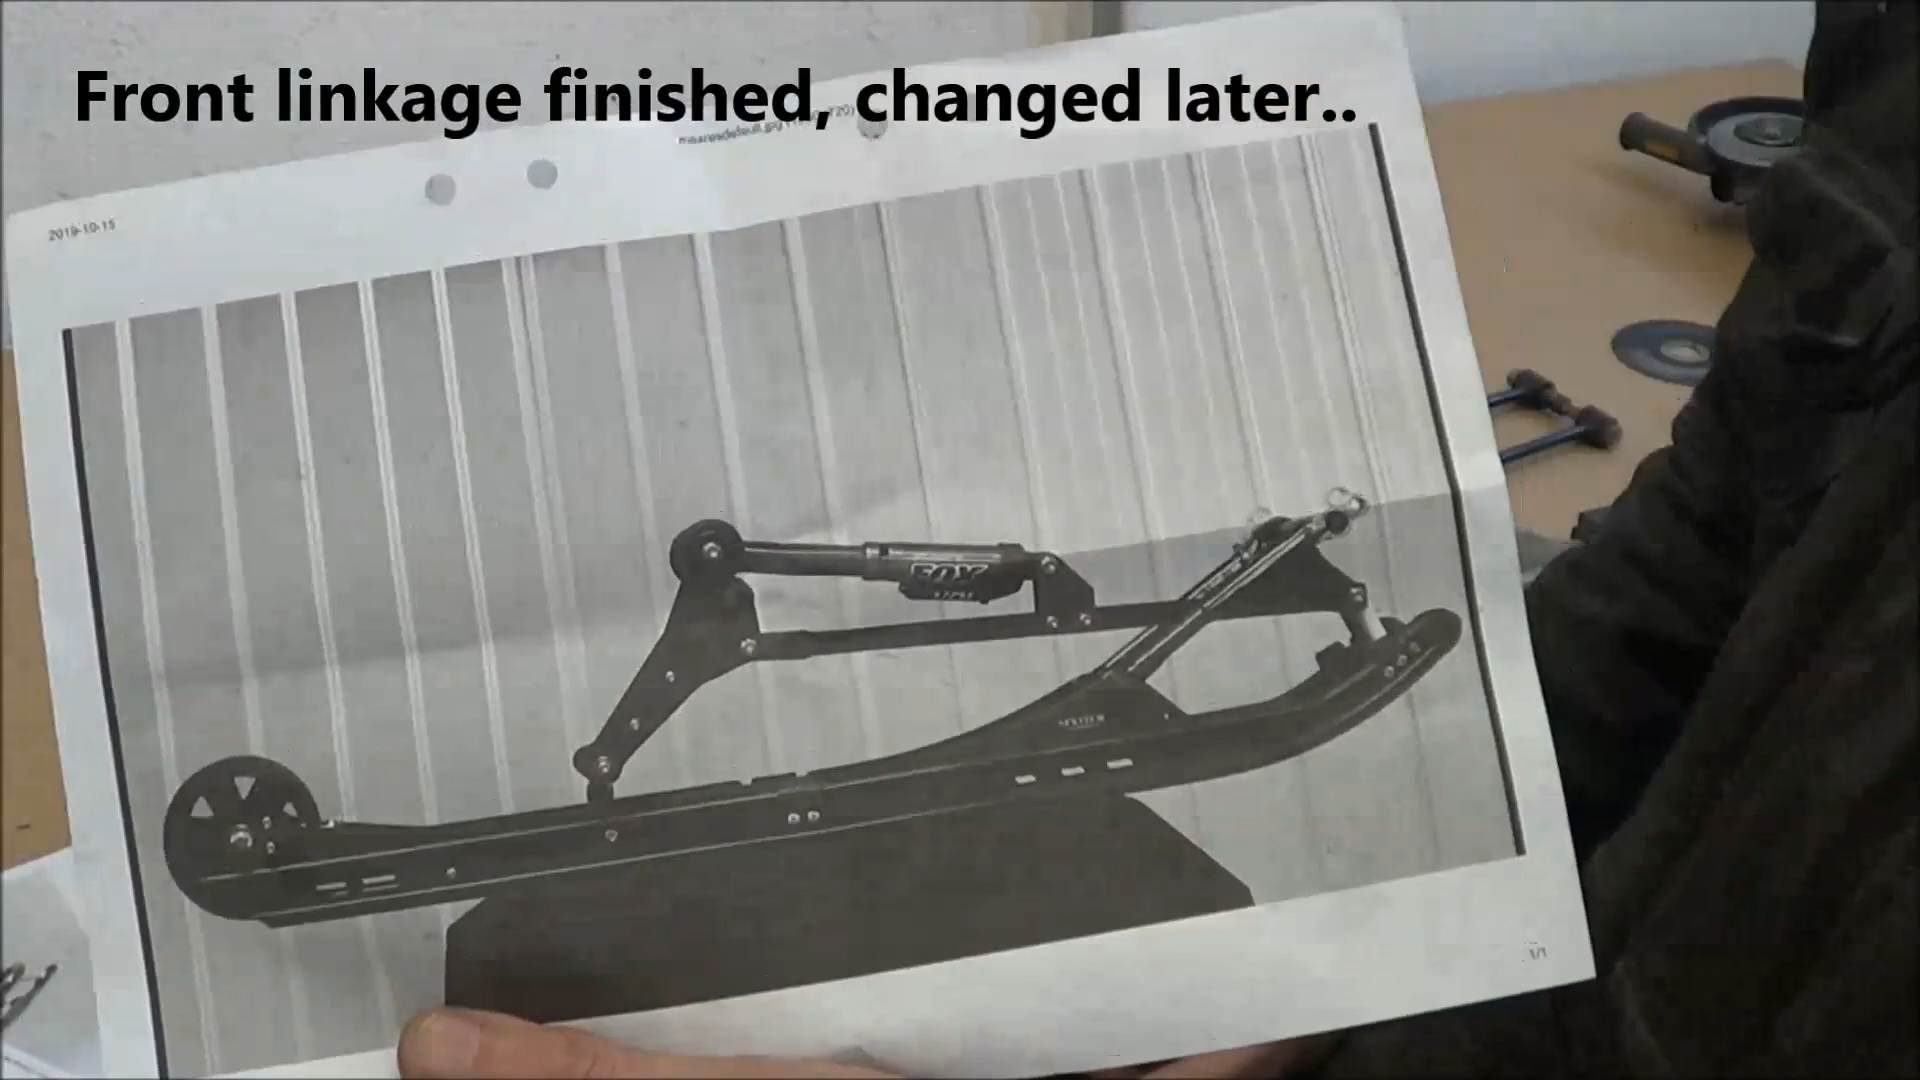 Front linkage finished, changed later..
2019-10-15
FOX
1/1